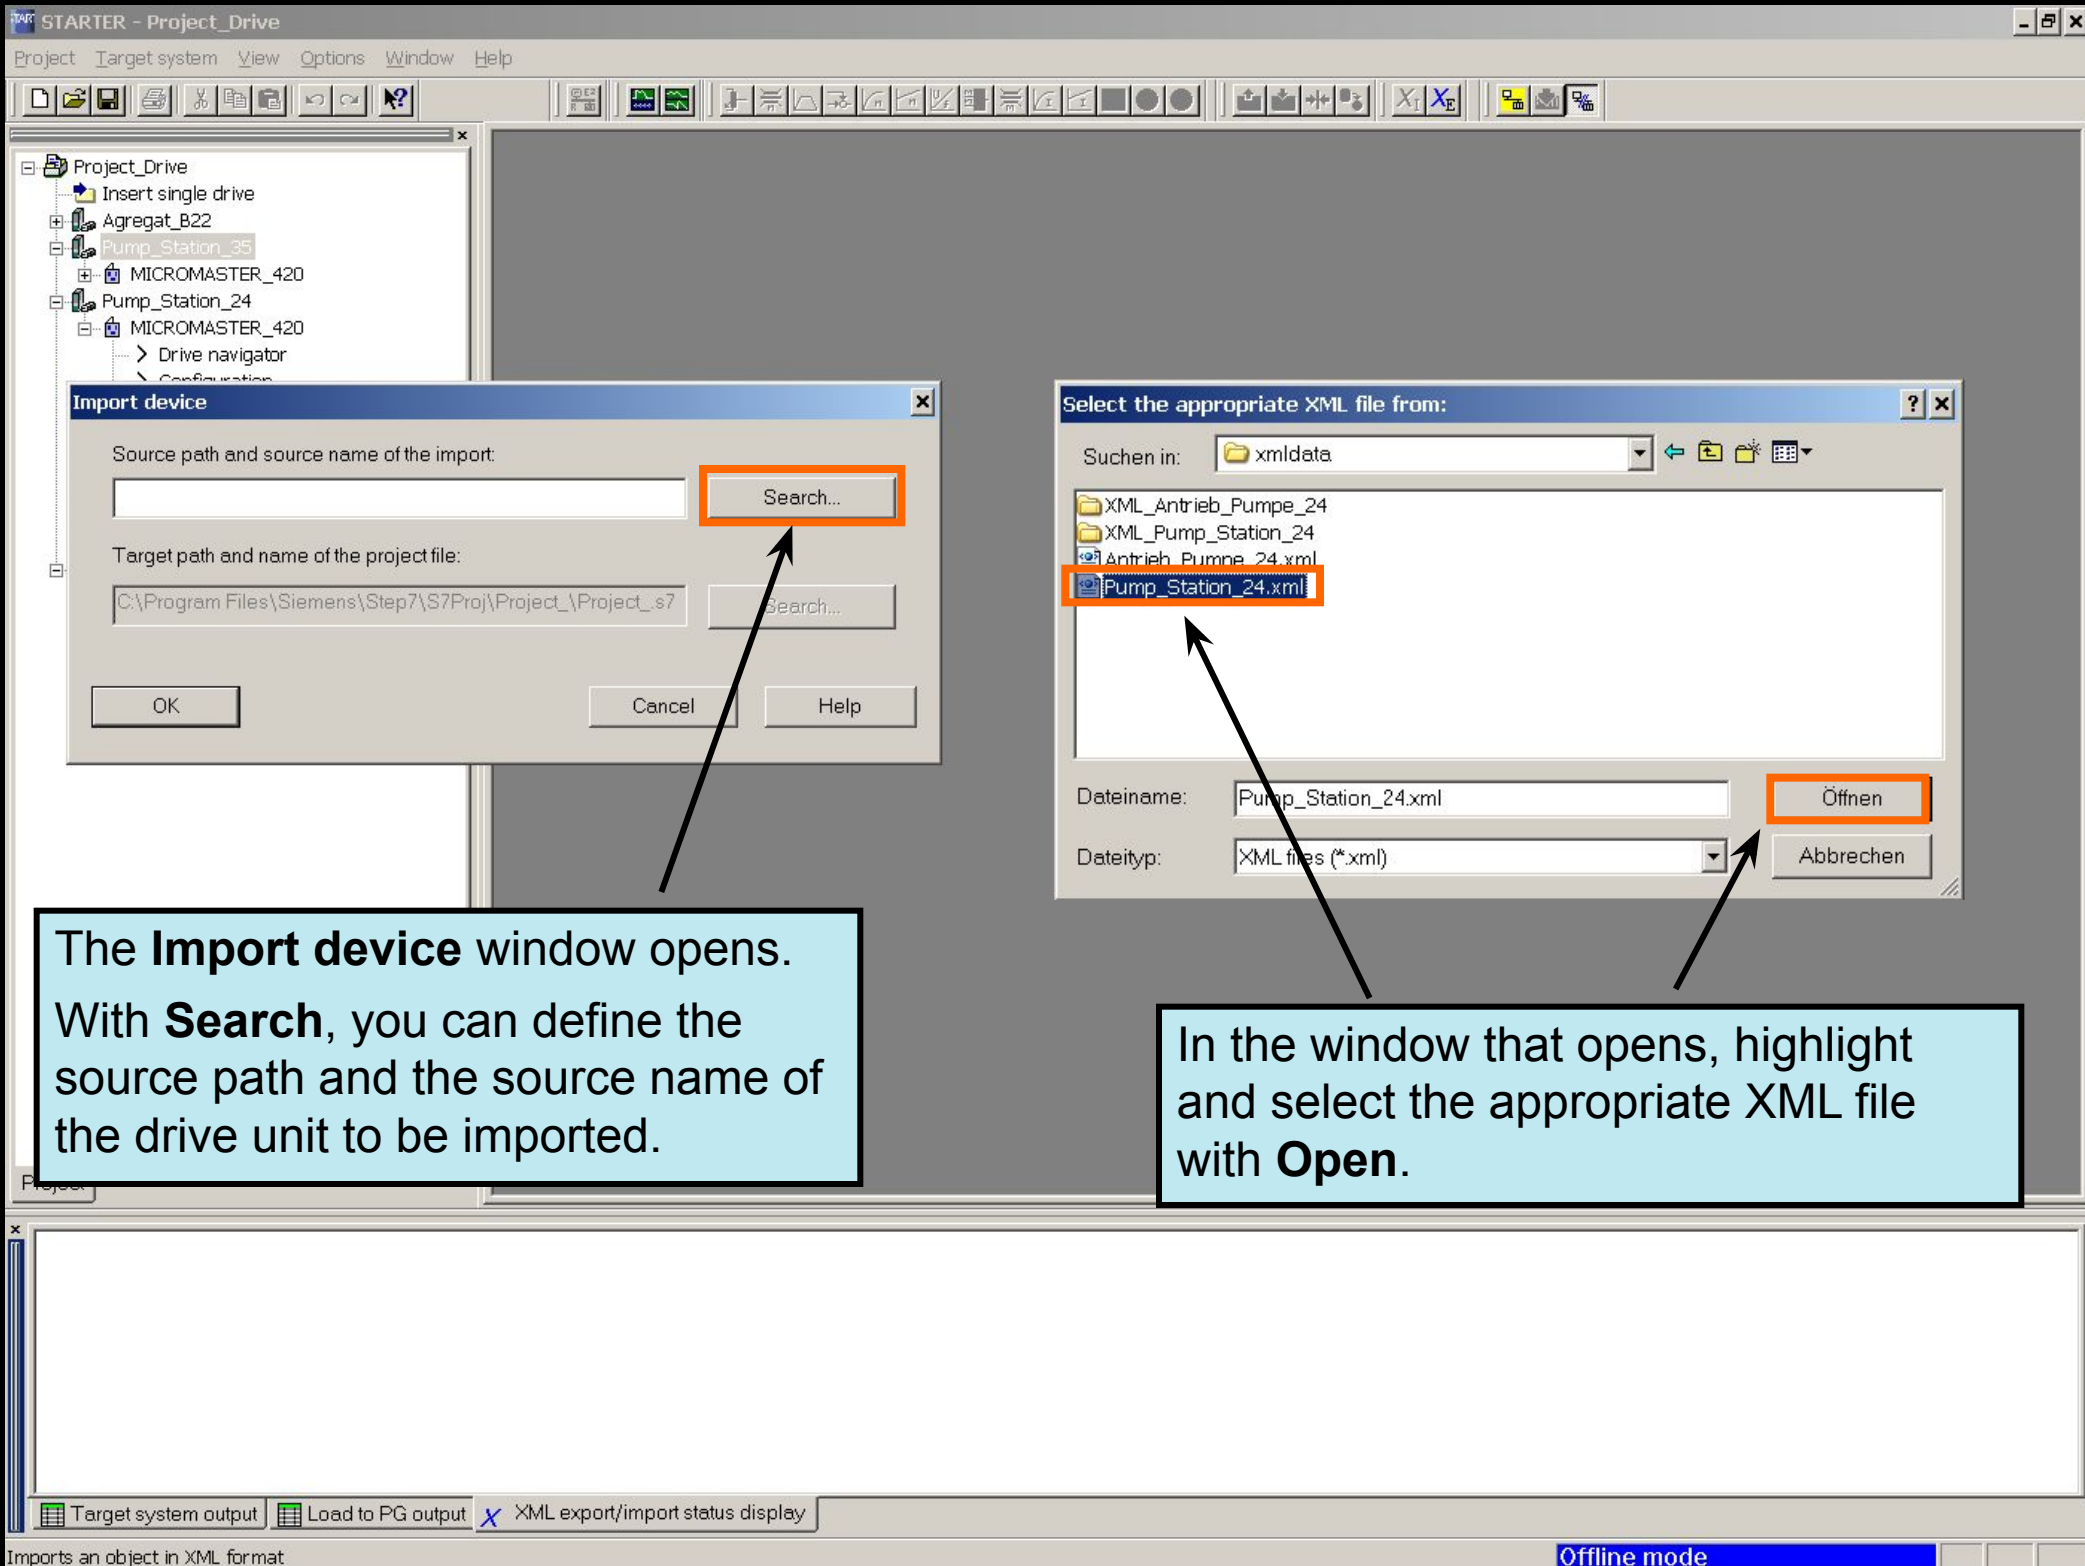 STARTER - Project_Drive
Project Target system View Options Window Help
Project_Drive
Insert single drive
Agregat_B22
Pump_Station_35
MICROMASTER_420
Pump_Station_24
MICROMASTER_420
Drive navigator
Configuration
Import device
Source path and source name of the import:
Search...
Target path and name of the project file:
C:\Program Files\Siemens\Step7\S7Proj\Project_\Project_.s7
Search...
OK
Cancel
Help
Select the appropriate XML file from:
Suchen in:
xmldata
XML_Antrieb_Pumpe_24
XML_Pump_Station_24
Antrieb_Pumpe_24.xml
Pump_Station_24.xml
Dateiname:
Pump_Station_24.xml
Öffnen
Dateityp:
XML files (*.xml)
Abbrechen
The Import device window opens.
With Search, you can define the
source path and the source name of
the drive unit to be imported.
In the window that opens, highlight
and select the appropriate XML file
with Open.
Project
Target system output
Load to PG output
XML export/import status display
Imports an object in XML format
Offline mode